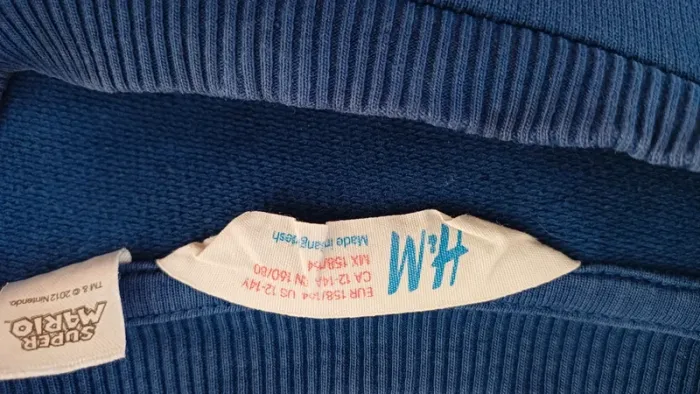 H&M
EUR 158/164 US 12-14Y
CA 12-14A CN 160/80
MX 158/164
Made in Bangladesh
SUPER
MARIO™
TM & © 2012 Nintendo.